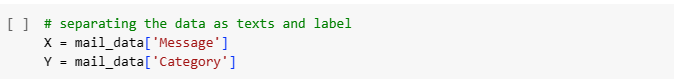 [ ] # separating the data as texts and label
X = mail_data['Message']
Y = mail_data['Category']